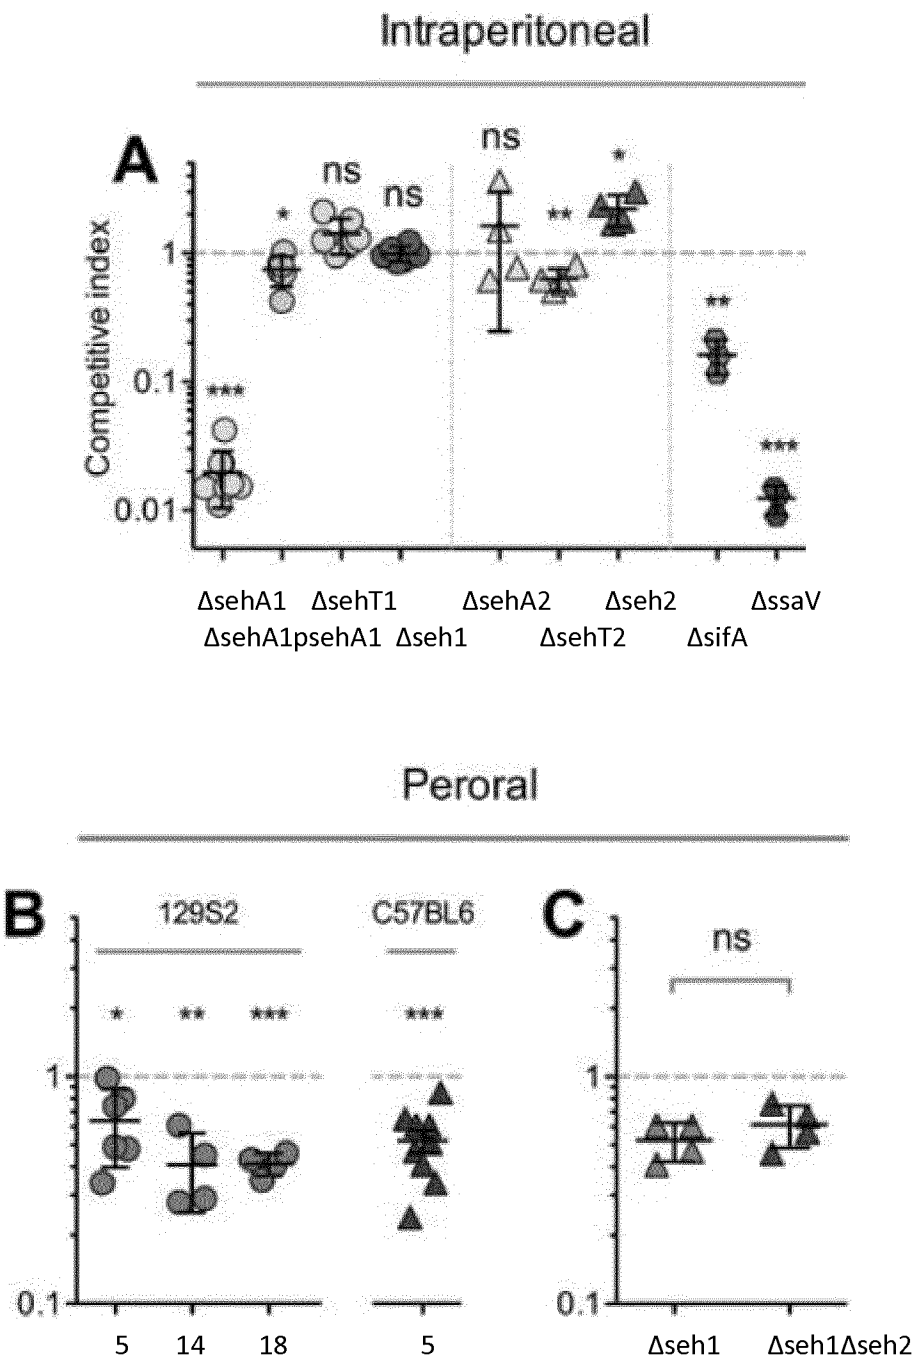 Intraperitoneal
A
ns
ns
ns
*
*
**
***
**
***
Competitive index
1
0.1
0.01
ΔsehA1 ΔsehT1 ΔsehA2 Δseh2 ΔssaV
ΔsehA1psehA1 Δseh1 ΔsehT2 ΔsifA
Peroral
B
129S2
C57BL6
* ** *** ***
1
0.1
5 14 18 5
C
ns
1
0.1
Δseh1 Δseh1Δseh2